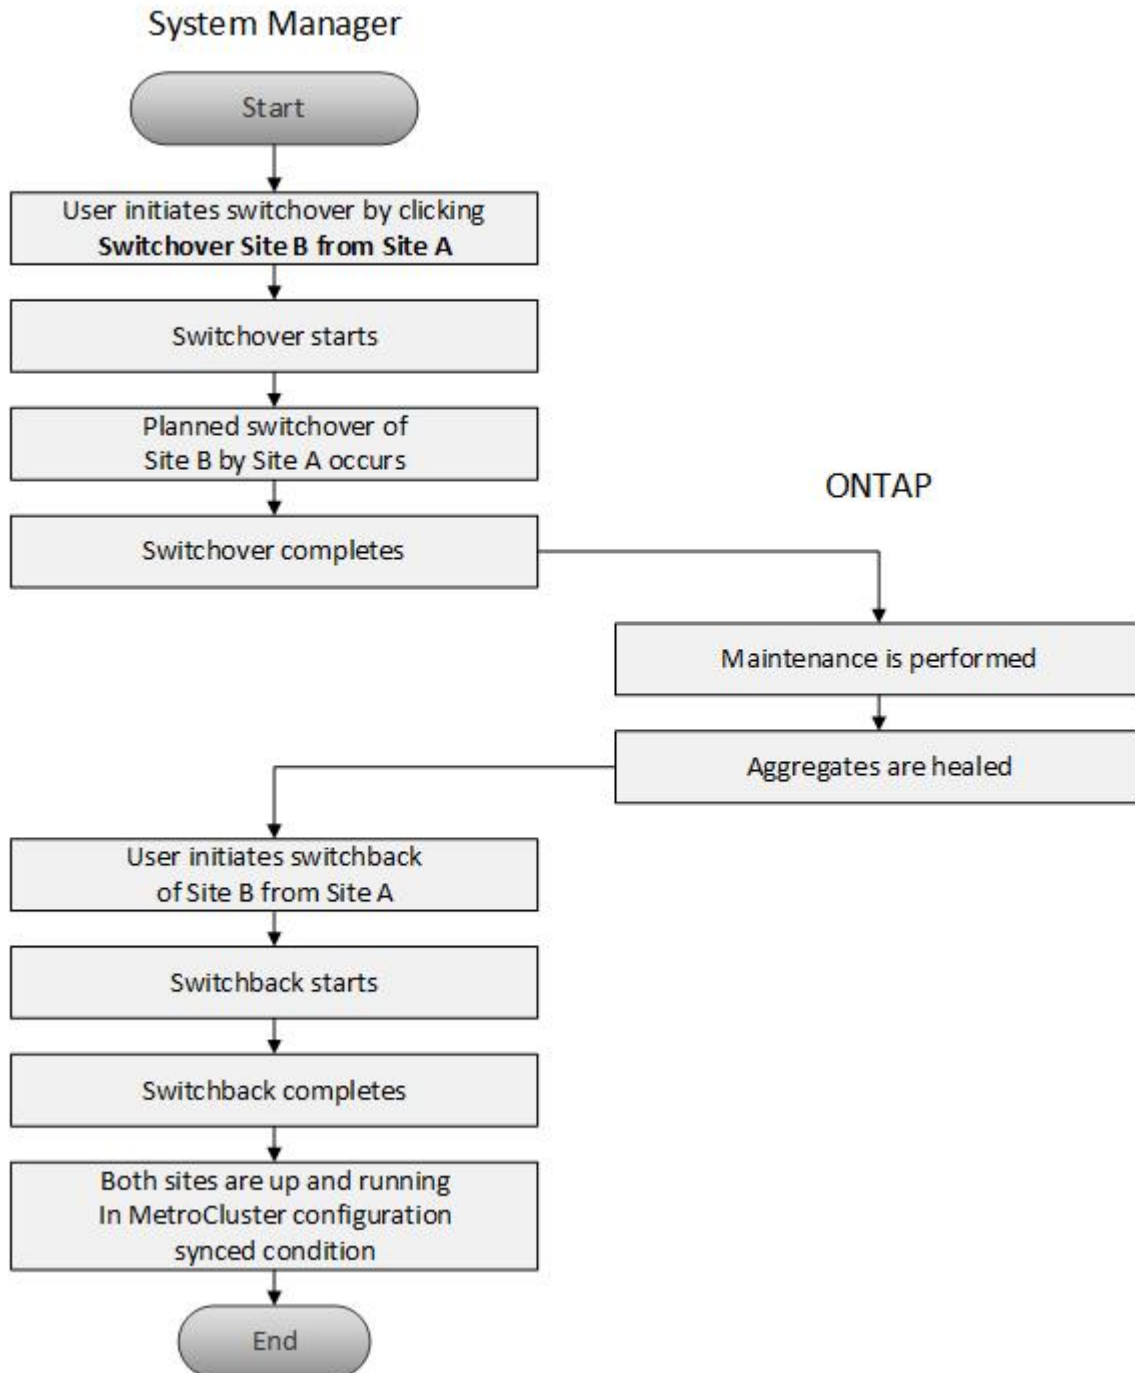 System Manager
Start
User initiates switchover by clicking
Switchover Site B from Site A
Switchover starts
Planned switchover of
Site B by Site A occurs
ONTAP
Switchover completes
Maintenance is performed
Aggregates are healed
User initiates switchback
of Site B from Site A
Switchback starts
Switchback completes
Both sites are up and running
In MetroCluster configuration
synced condition
End